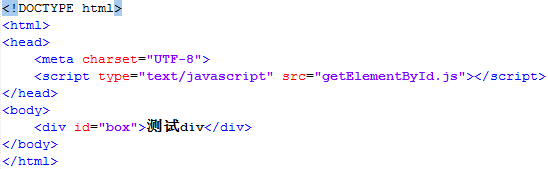 <!DOCTYPE html>
<html>
<head>
    <meta charset="UTF-8">
    <script type="text/javascript" src="getElementById.js"></script>
</head>
<body>
    <div id="box">测试div</div>
</body>
</html>